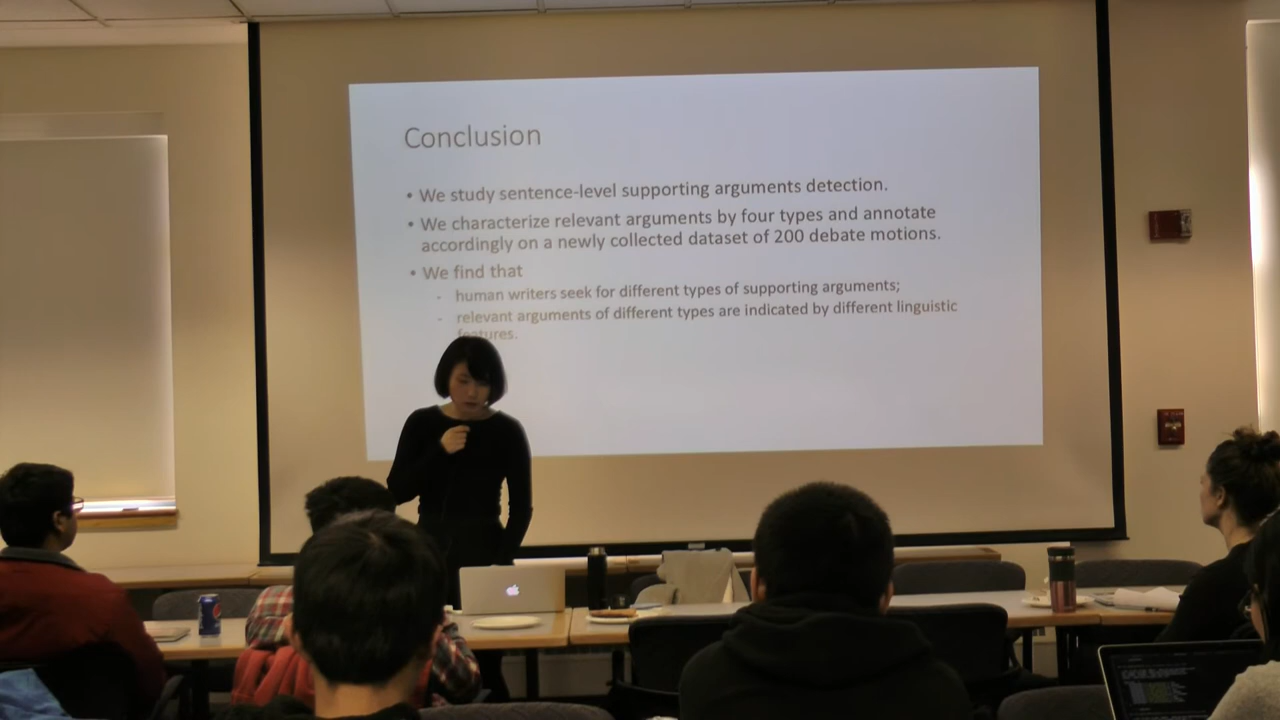 Conclusion
• We study sentence-level supporting arguments detection.
• We characterize relevant arguments by four types and annotate
accordingly on a newly collected dataset of 200 debate motions.
• We find that
- human writers seek for different types of supporting arguments;
- relevant arguments of different types are indicated by different linguistic
features.